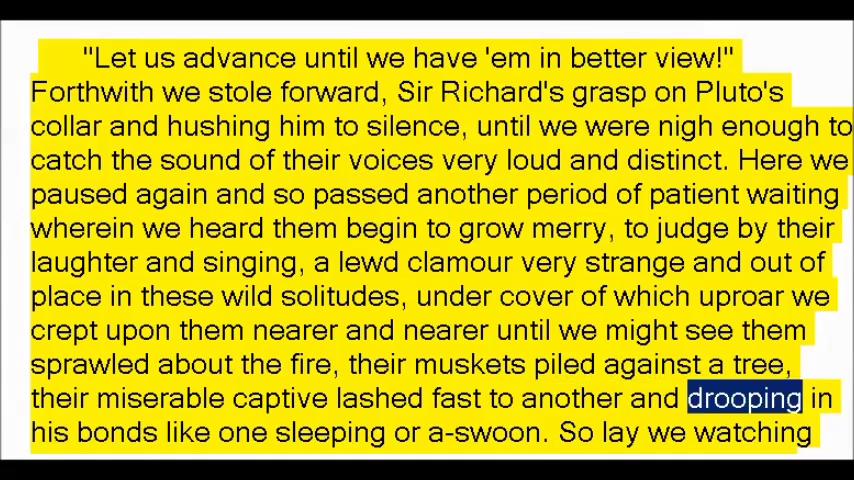 "Let us advance until we have 'em in better view!"
Forthwith we stole forward, Sir Richard's grasp on Pluto's
collar and hushing him to silence, until we were nigh enough to
catch the sound of their voices very loud and distinct. Here we
paused again and so passed another period of patient waiting
wherein we heard them begin to grow merry, to judge by their
laughter and singing, a lewd clamour very strange and out of
place in these wild solitudes, under cover of which uproar we
crept upon them nearer and nearer until we might see them
sprawled about the fire, their muskets piled against a tree,
their miserable captive lashed fast to another and drooping in
his bonds like one sleeping or a-swoon. So lay we watching